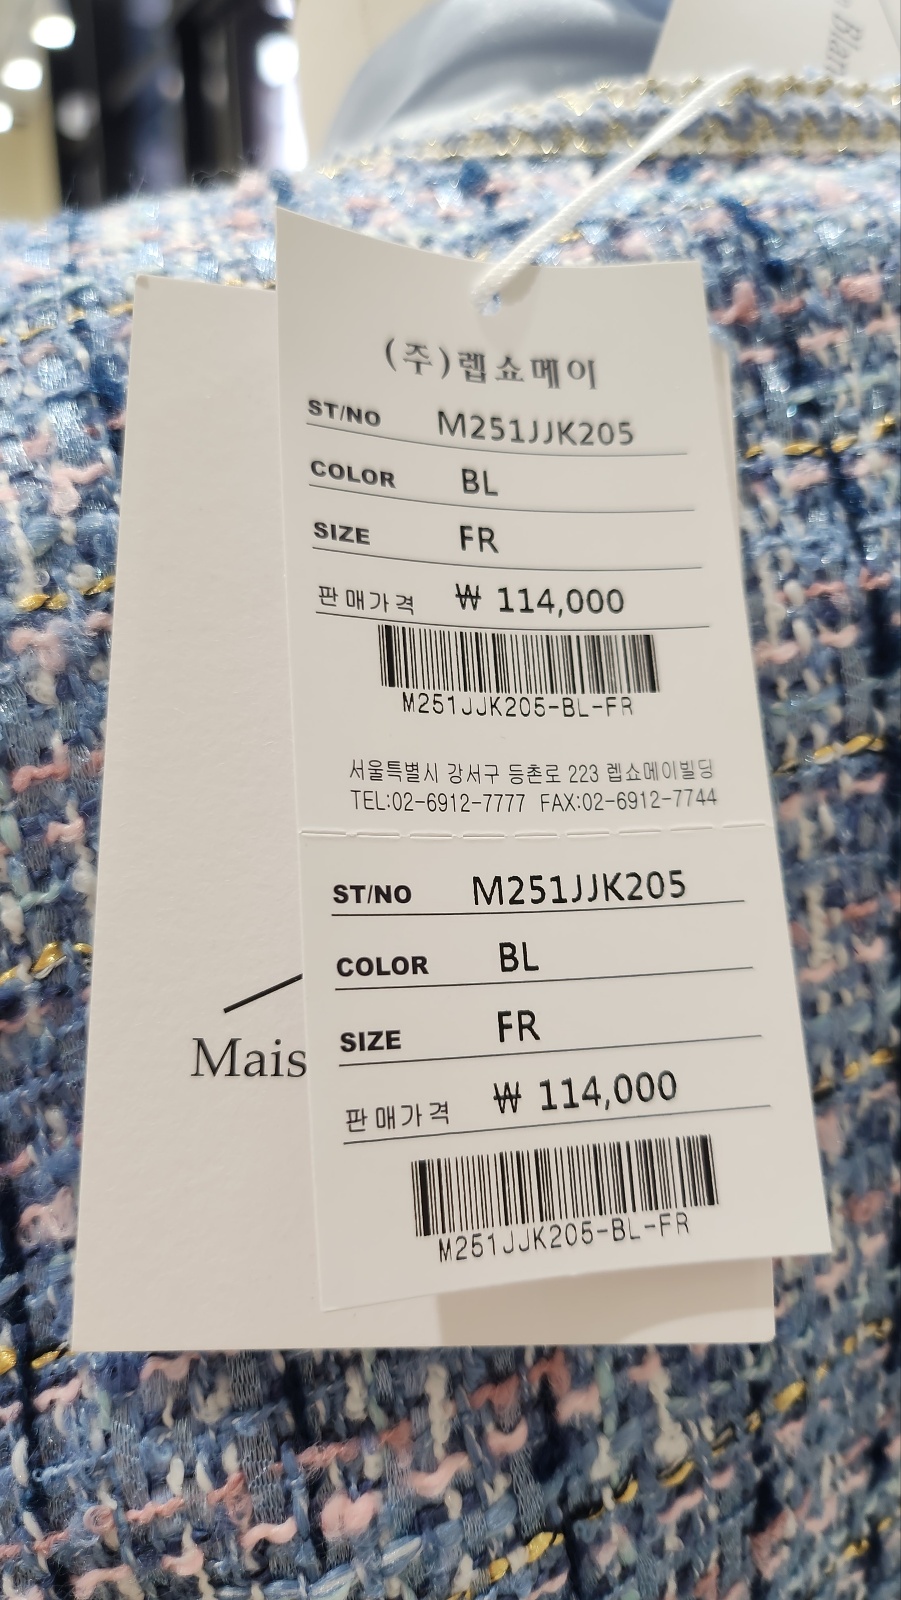 Blan
(주)렙쇼메이
ST/NO M251JJK205
COLOR BL
SIZE FR
판매가격 ₩ 114,000
M251JJK205-BL-FR
서울특별시 강서구 등촌로 223 렙쇼메이빌딩
TEL:02-6912-7777 FAX:02-6912-7744
ST/NO M251JJK205
COLOR BL
SIZE FR
Mais
판매가격 ₩ 114,000
M251JJK205-BL-FR